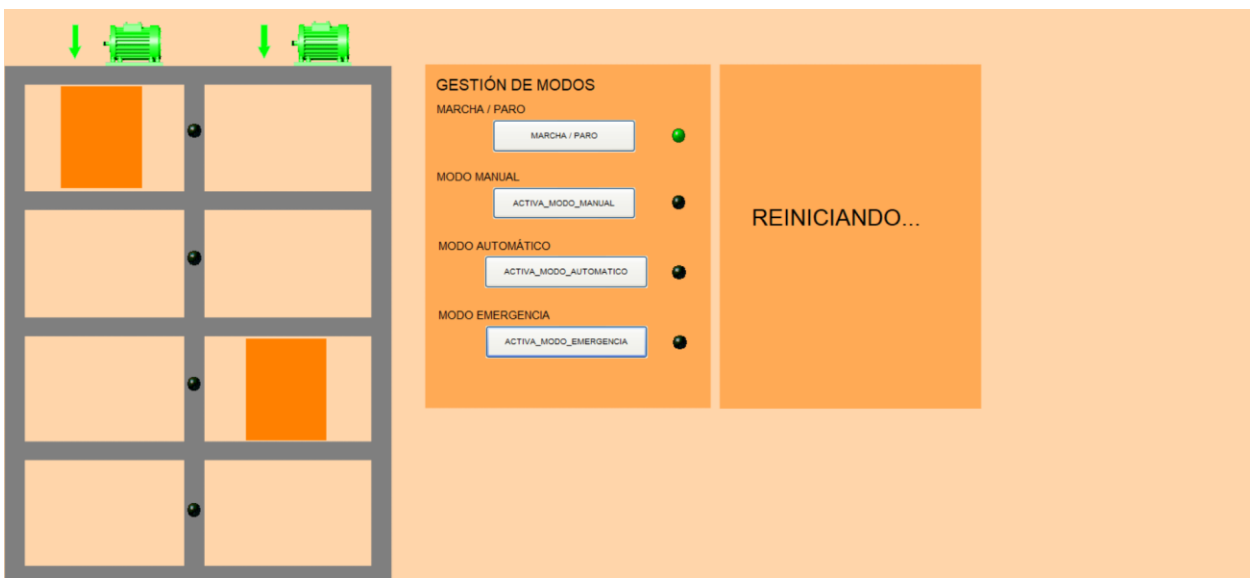 GESTIÓN DE MODOS
MARCHA / PARO
MARCHA / PARO
MODO MANUAL
ACTIVA_MODO_MANUAL
MODO AUTOMÁTICO
ACTIVA_MODO_AUTOMATICO
MODO EMERGENCIA
ACTIVA_MODO_EMERGENCIA
REINICIANDO...